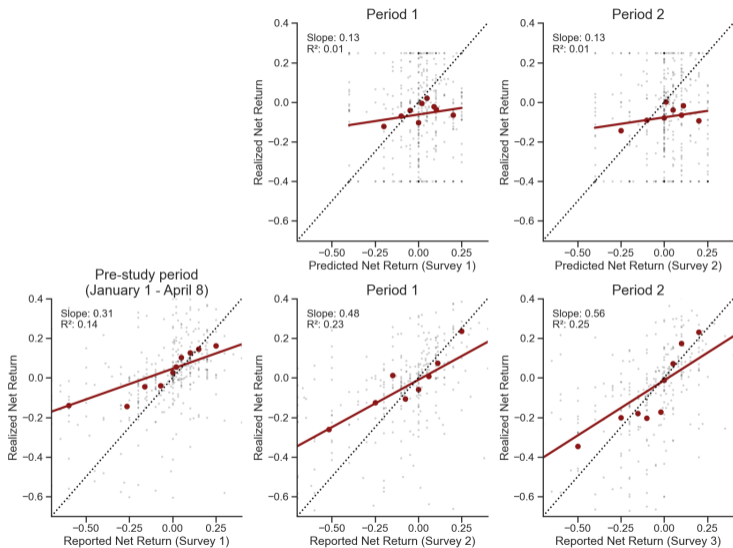 Period 1
Slope: 0.13
R²: 0.01
0.4
0.2
0.0
−0.2
−0.4
−0.6
Realized Net Return
−0.50
−0.25
0.00
0.25
Predicted Net Return (Survey 1)
Period 2
Slope: 0.13
R²: 0.01
0.4
0.2
0.0
−0.2
−0.4
−0.6
Realized Net Return
−0.50
−0.25
0.00
0.25
Predicted Net Return (Survey 2)
Pre-study period
(January 1 - April 8)
Slope: 0.31
R²: 0.14
0.4
0.2
0.0
−0.2
−0.4
−0.6
Realized Net Return
−0.50
−0.25
0.00
0.25
Reported Net Return (Survey 1)
Period 1
Slope: 0.48
R²: 0.23
0.4
0.2
0.0
−0.2
−0.4
−0.6
Realized Net Return
−0.50
−0.25
0.00
0.25
Reported Net Return (Survey 2)
Period 2
Slope: 0.56
R²: 0.25
0.4
0.2
0.0
−0.2
−0.4
−0.6
Realized Net Return
−0.50
−0.25
0.00
0.25
Reported Net Return (Survey 3)